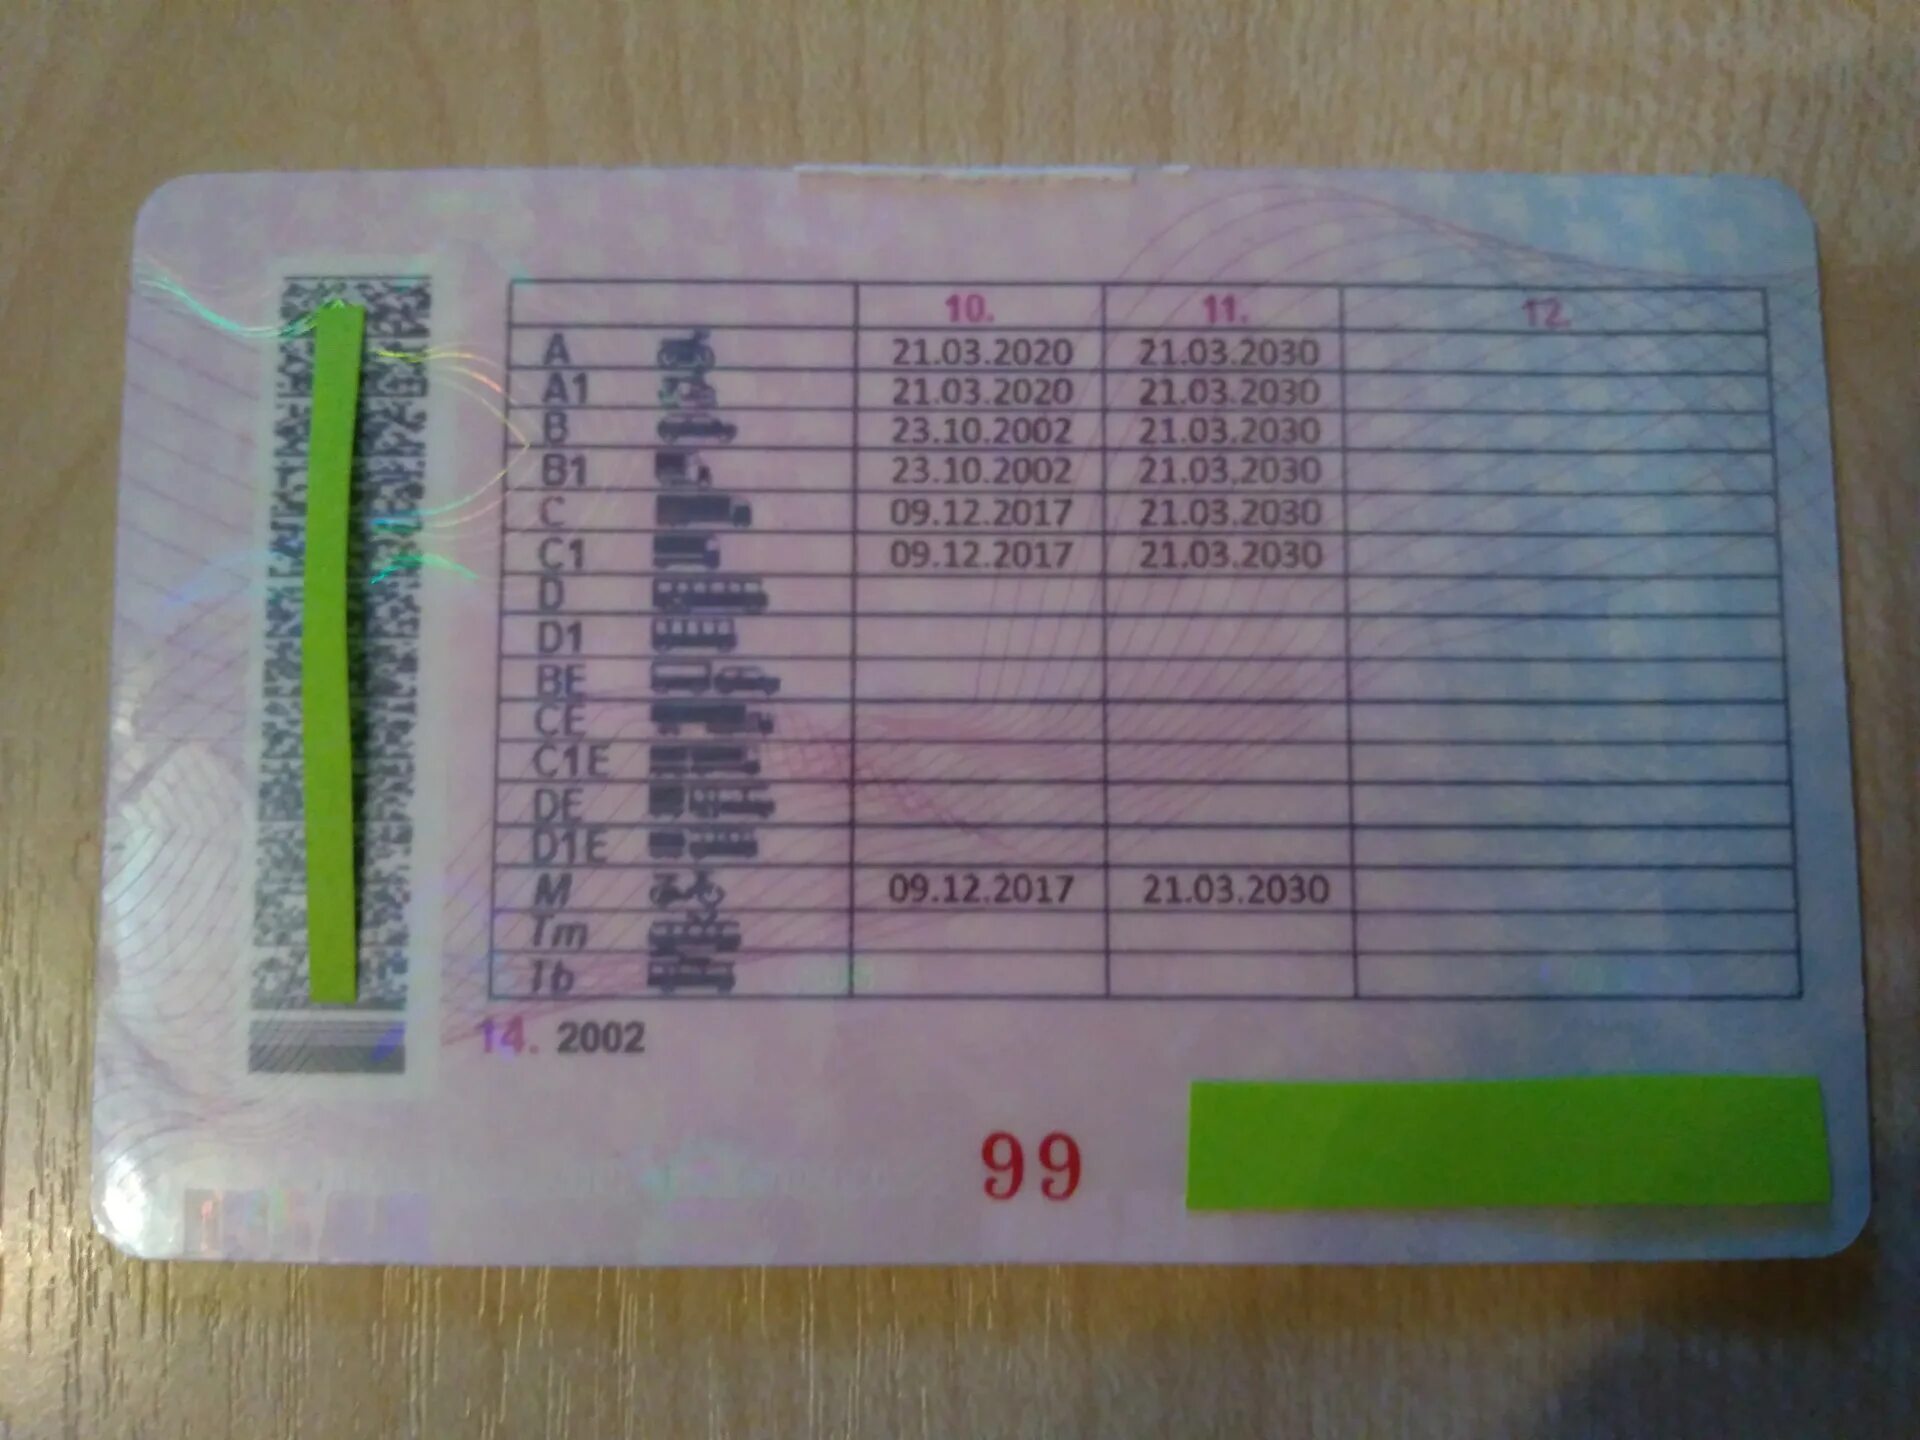 10. 11. 12.
A 21.03.2020 21.03.2030
A1 21.03.2020 21.03.2030
B 23.10.2002 21.03.2030
B1 23.10.2002 21.03.2030
C 09.12.2017 21.03.2030
C1 09.12.2017 21.03.2030
D
D1
BE
CE
C1E
DE
D1E
M 09.12.2017 21.03.2030
Tm
Tb
14. 2002
99